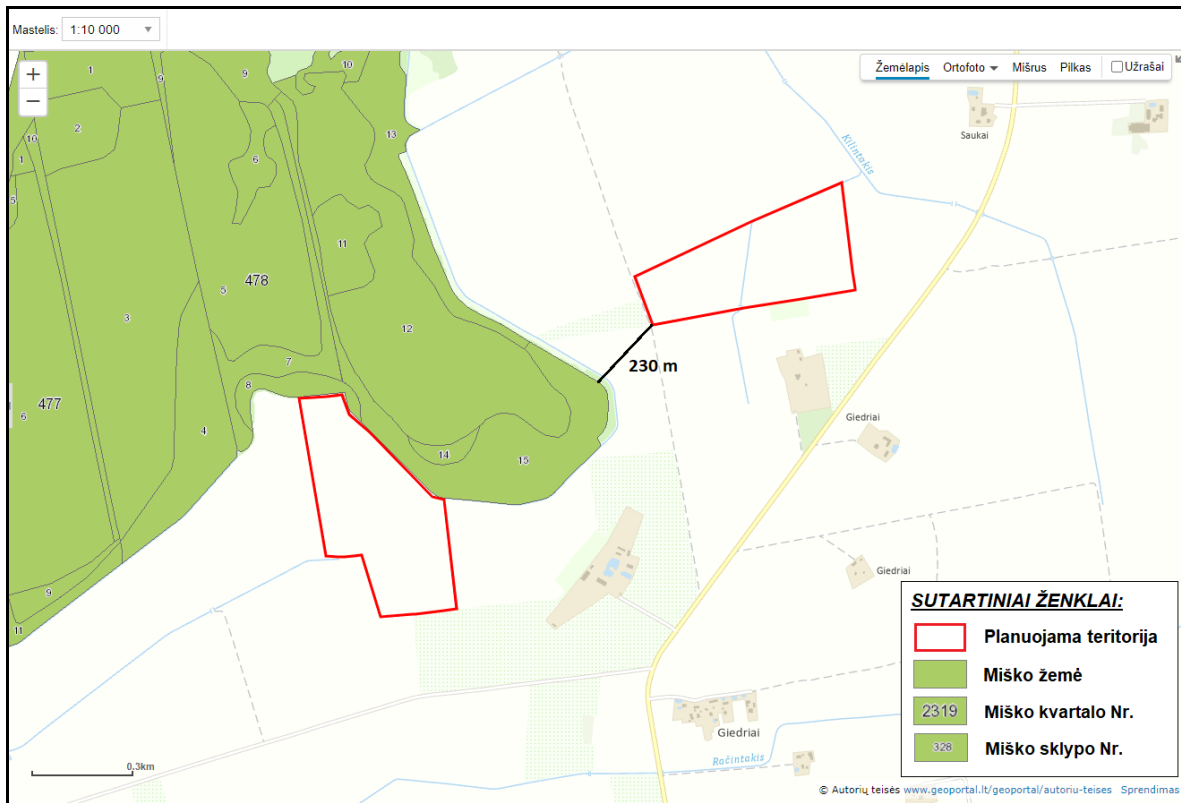 Mastelis: 1:10 000
Žemėlapis Ortofoto Mišrus Pilkas Užrašai
+
−
1
9
9
10
2
13
10
1
6
5
Kilintakis
Saukai
11
478
5
3
12
230 m
7
8
477
6
4
14
15
Giedriai
Giedriai
9
11
SUTARTINIAI ŽENKLAI:
Planuojama teritorija
Miško žemė
2319 Miško kvartalo Nr.
328 Miško sklypo Nr.
Giedriai
Račintakis
0.3km
© Autorių teisės www.geoportal.lt/geoportal/autoriu-teises Sprendimas